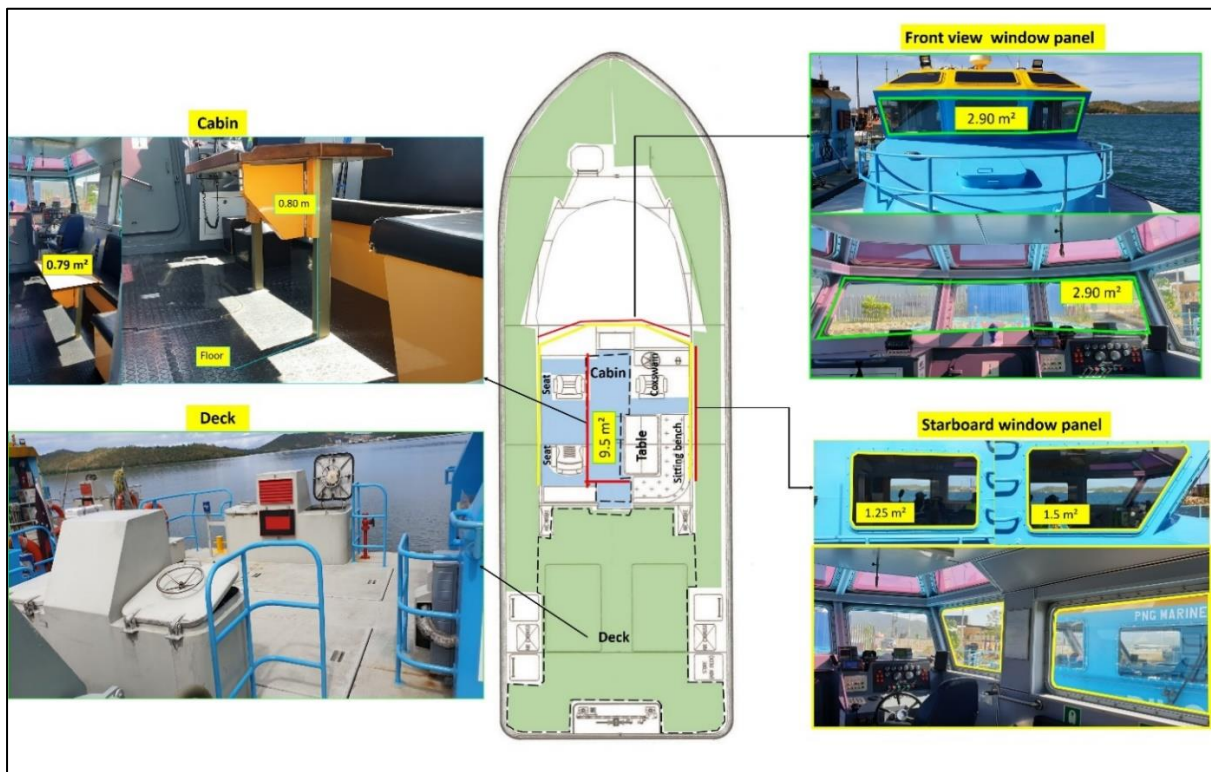 Front view window panel
2.90 m²
2.90 m²
Cabin
0.80 m
0.79 m²
Floor
Deck
Seat
Cabin
Coxswain
9.5 m²
Seat
Table
Sitting bench
Deck
Starboard window panel
1.25 m²
1.5 m²
PNG MARINE